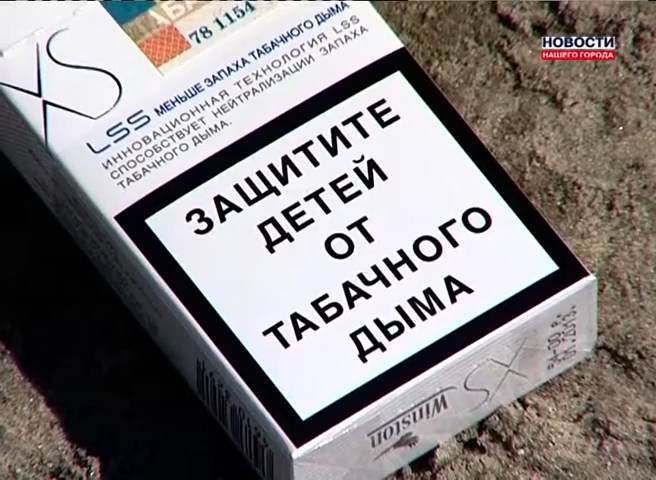 НОВОСТИ
НАШЕГО ГОРОДА
78 1154
XS
LSS МЕНЬШЕ ЗАПАХА ТАБАЧНОГО ДЫМА
ИННОВАЦИОННАЯ ТЕХНОЛОГИЯ LSS
СПОСОБСТВУЕТ НЕЙТРАЛИЗАЦИИ ЗАПАХА
ТАБАЧНОГО ДЫМА.
ЗАЩИТИТЕ
ДЕТЕЙ
ОТ
ТАБАЧНОГО
ДЫМА
Winston
XS